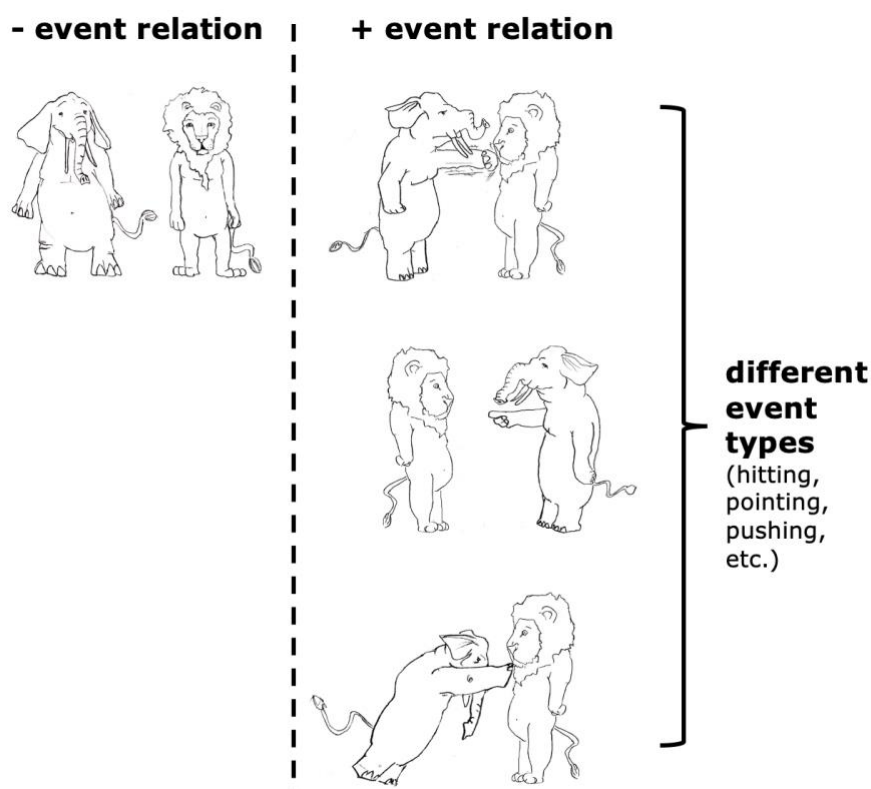 - event relation
+ event relation
different
event
types
(hitting,
pointing,
pushing,
etc.)